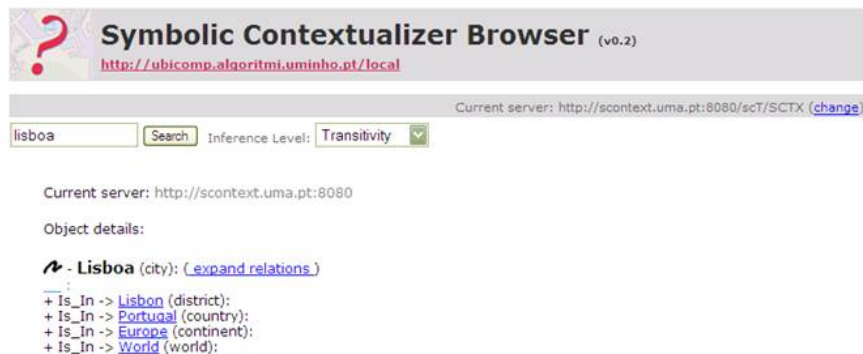 Symbolic Contextualizer Browser (v0.2)
http://ubicomp.algoritmi.uminho.pt/local
Current server: http://scontext.uma.pt:8080/scT/SCTX (change)
lisboa Search Inference Level: Transitivity
Current server: http://scontext.uma.pt:8080
Object details:
- Lisboa (city): ( expand relations )
:
+ Is_In -> Lisbon (district):
+ Is_In -> Portugal (country):
+ Is_In -> Europe (continent):
+ Is_In -> World (world):